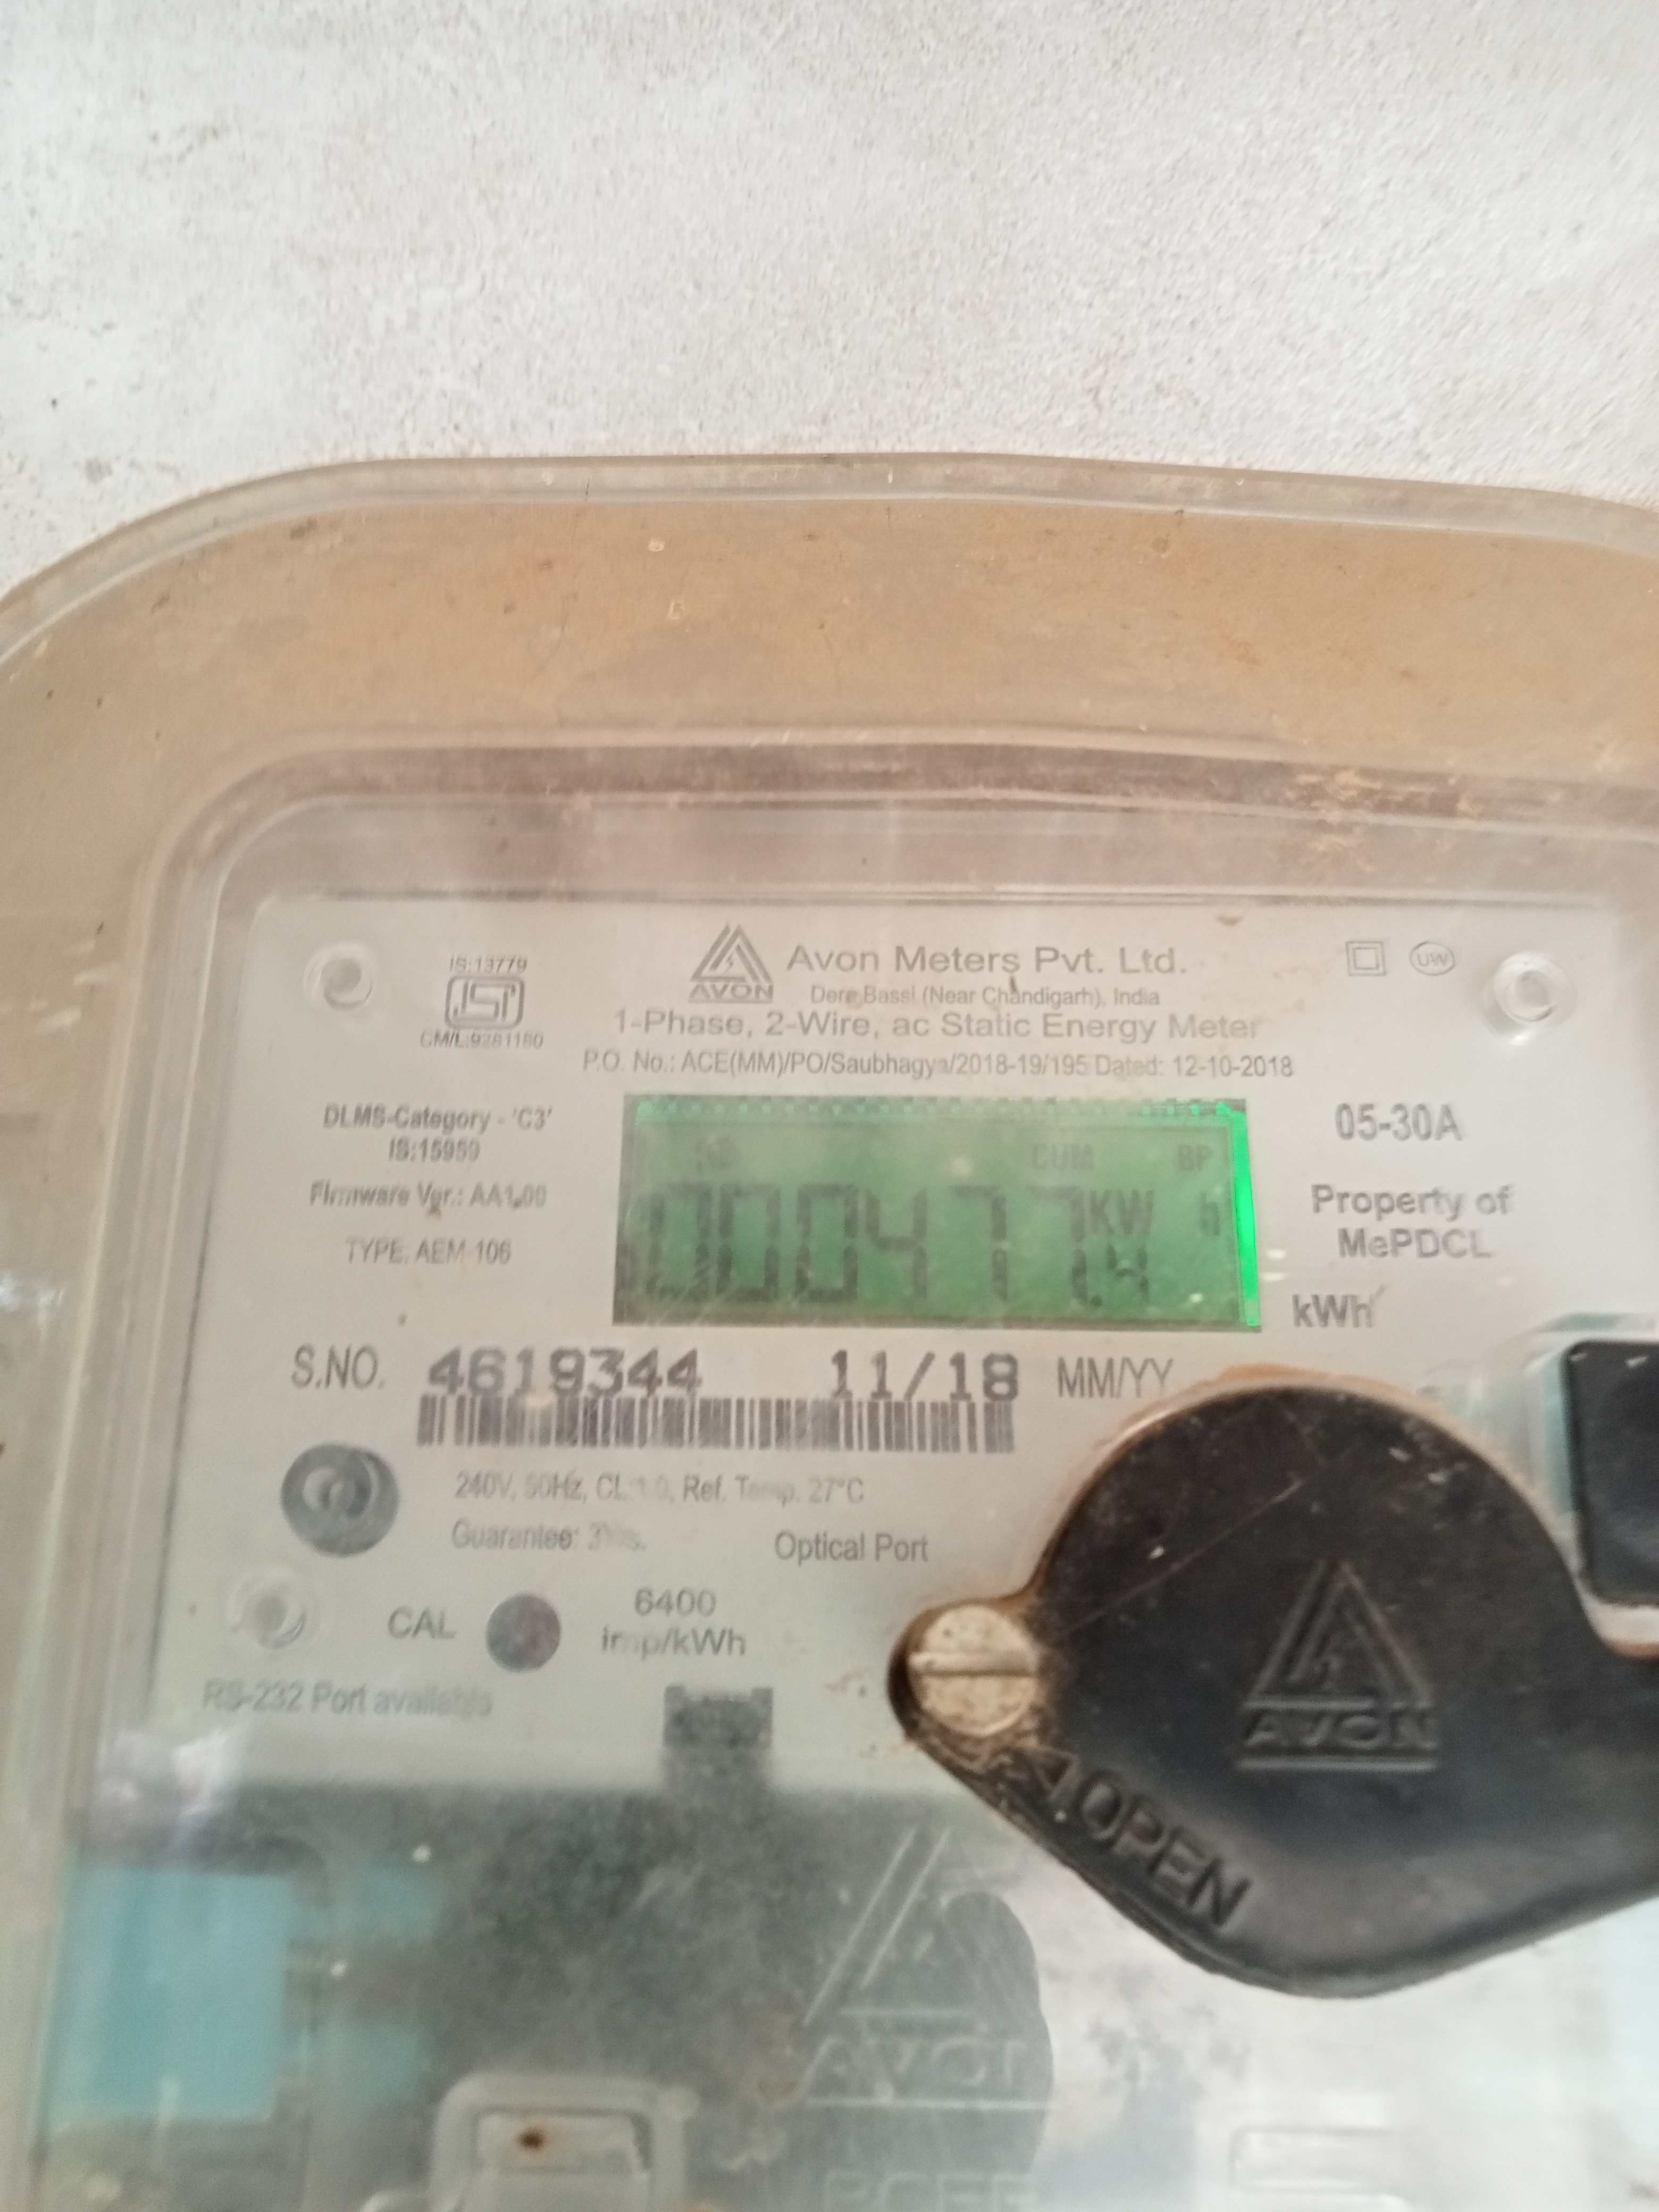 IS:13779
ISI
CM/L:9281180
AVON
Avon Meters Pvt. Ltd.
Dera Bassi (Near Chandigarh), India
1-Phase, 2-Wire, ac Static Energy Meter
P.O. No.: ACE(MM)/PO/Saubhagya/2018-19/195 Dated: 12-10-2018
UW
DLMS-Category - 'C3'
IS:15959
Firmware Ver.: AA1.00
TYPE: AEM-106
CUM BP
000477.4 KW h
05-30A
Property of
MePDCL
kWh
S.NO. 4619344 11/18 MM/YY
240V, 50Hz, CL:1.0, Ref. Temp. 27°C
Guarantee:
Optical Port
CAL
6400
imp/kWh
RS-232 Port available
AVON
OPEN
AVON